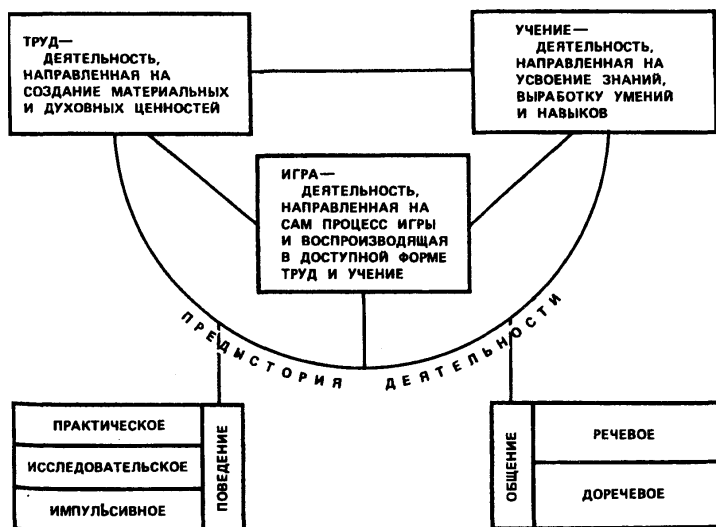 ТРУД—
ДЕЯТЕЛЬНОСТЬ,
НАПРАВЛЕННАЯ НА
СОЗДАНИЕ МАТЕРИАЛЬНЫХ
И ДУХОВНЫХ ЦЕННОСТЕЙ
УЧЕНИЕ—
ДЕЯТЕЛЬНОСТЬ,
НАПРАВЛЕННАЯ НА
УСВОЕНИЕ ЗНАНИЙ,
ВЫРАБОТКУ УМЕНИЙ
И НАВЫКОВ
ИГРА—
ДЕЯТЕЛЬНОСТЬ,
НАПРАВЛЕННАЯ НА
САМ ПРОЦЕСС ИГРЫ
И ВОСПРОИЗВОДЯЩАЯ
В ДОСТУПНОЙ ФОРМЕ
ТРУД И УЧЕНИЕ
ПРЕДЫСТОРИЯ ДЕЯТЕЛЬНОСТИ
ПРАКТИЧЕСКОЕ
ИССЛЕДОВАТЕЛЬСКОЕ
ИМПУЛЬСИВНОЕ
ПОВЕДЕНИЕ
ОБЩЕНИЕ
РЕЧЕВОЕ
ДОРЕЧЕВОЕ